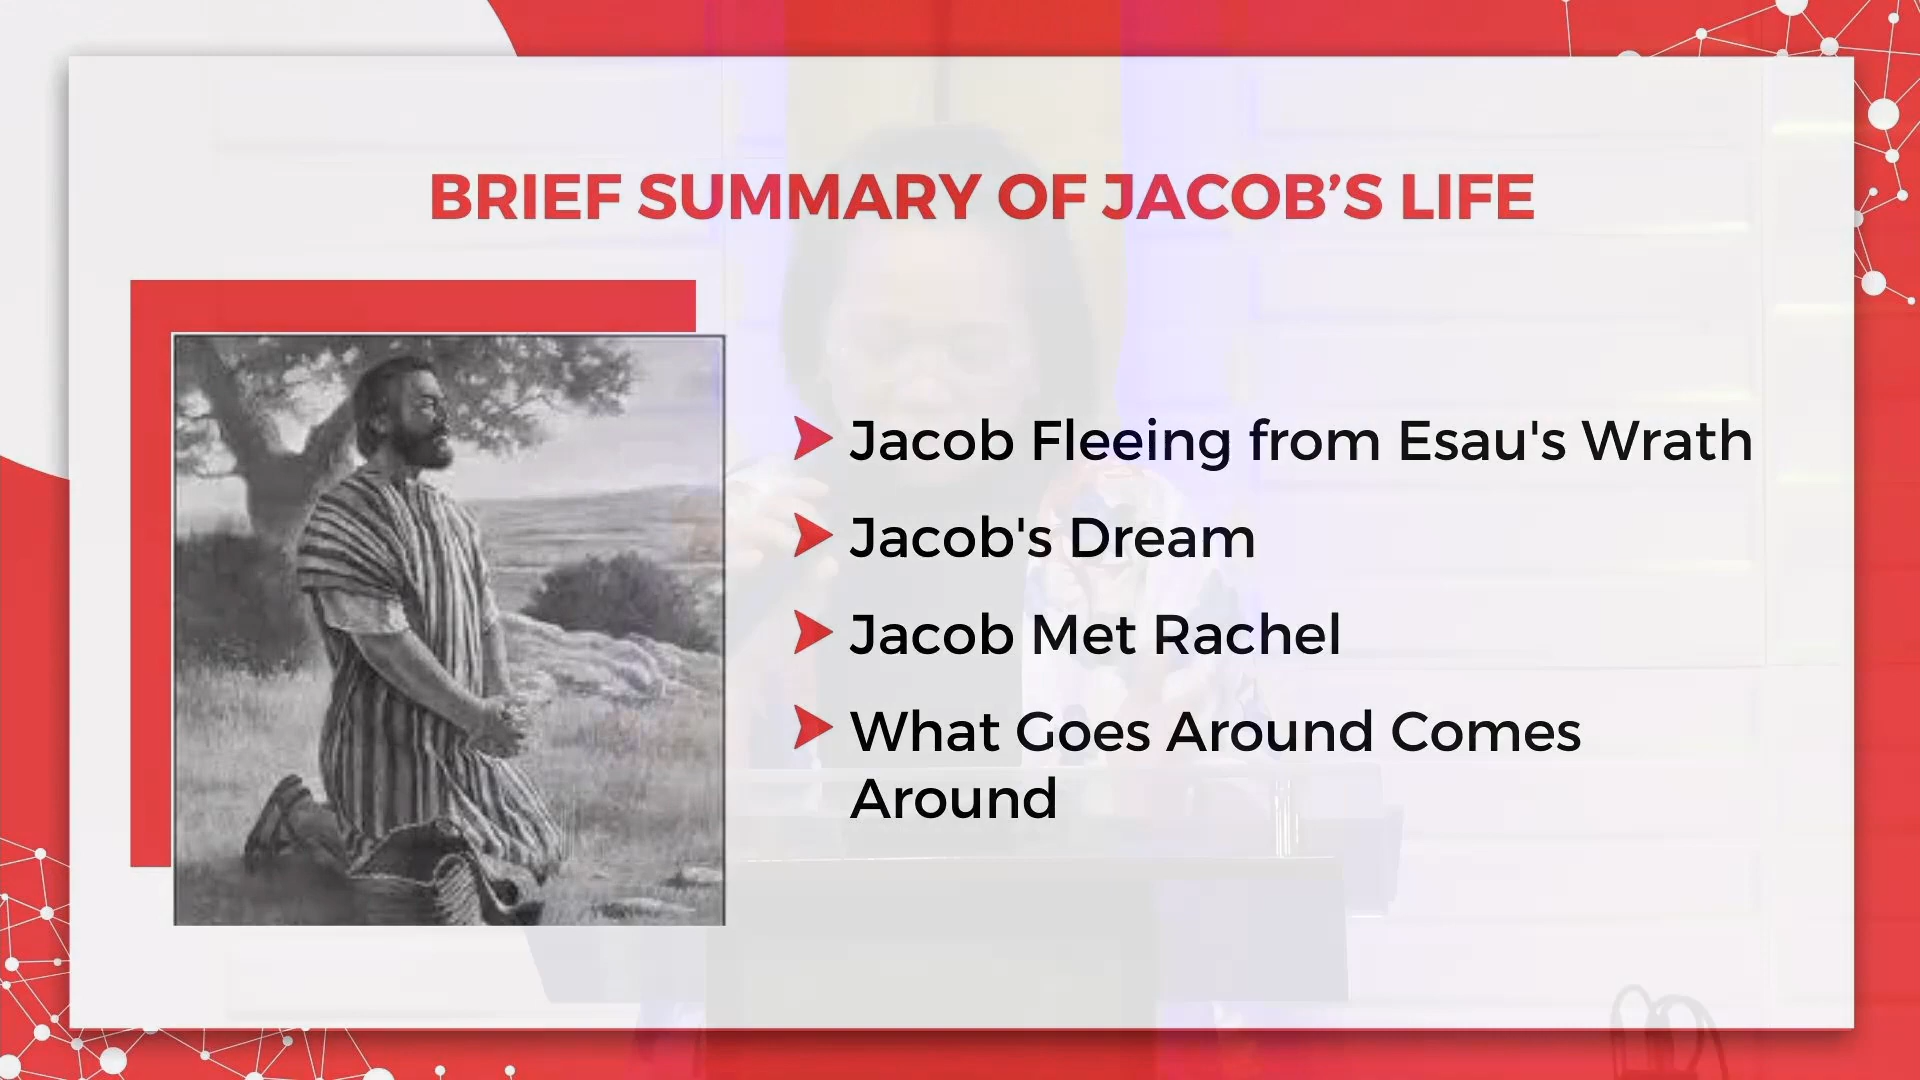 BRIEF SUMMARY OF JACOB’S LIFE
Jacob Fleeing from Esau's Wrath
Jacob's Dream
Jacob Met Rachel
What Goes Around Comes
Around